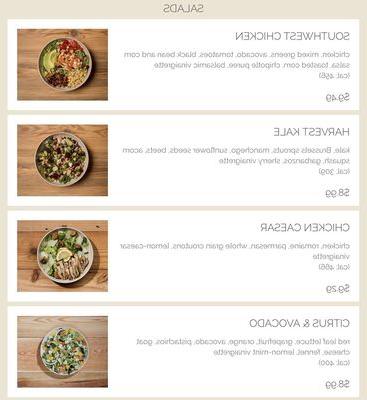 SALADS
SOUTHWEST CHICKEN
chicken, mixed greens, avocado, tomatoes, black bean and corn
salsa, toasted corn, chipotle puree, balsamic vinaigrette
(cal. 456)
$9.49
HARVEST KALE
kale, Brussels sprouts, manchego, sunflower seeds, beets, acorn
squash, garbanzos, sherry vinaigrette
(cal. 309)
$8.99
CHICKEN CAESAR
chicken, romaine, parmesan, whole grain croutons, lemon-caesar
vinaigrette
(cal. 486)
$9.29
CITRUS & AVOCADO
red leaf lettuce, grapefruit, orange, avocado, pistachios, goat
cheese, fennel, lemon-mint vinaigrette
(cal. 400)
$8.99